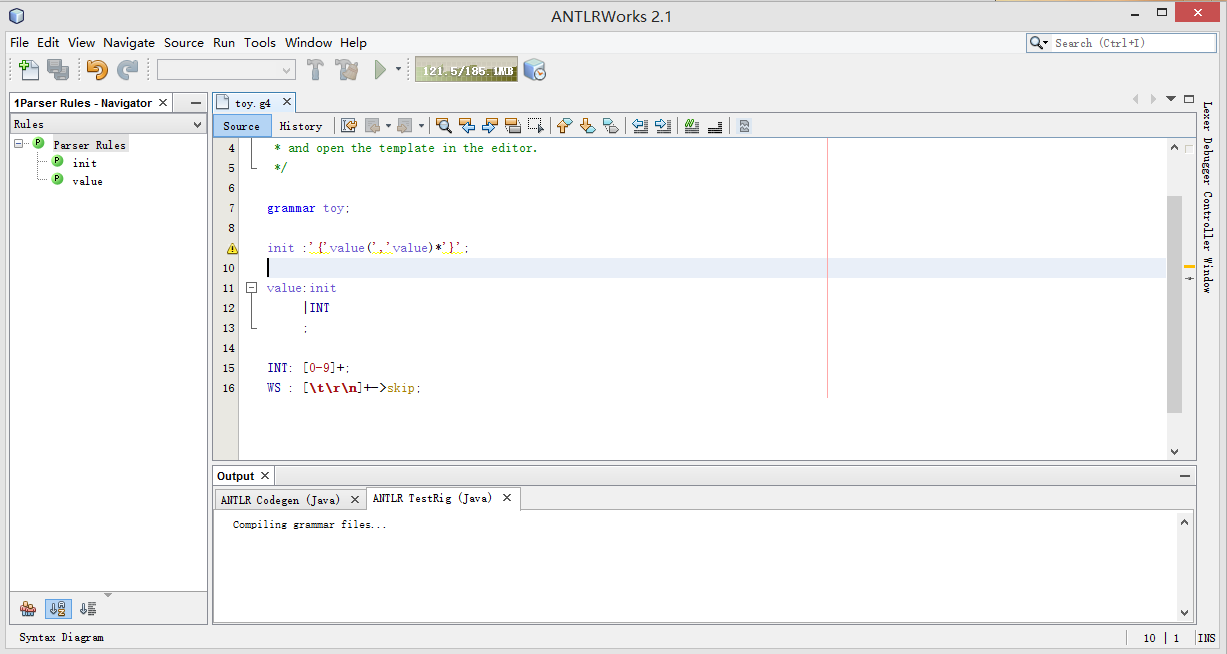 ANTLRWorks 2.1
File Edit View Navigate Source Run Tools Window Help
Search (Ctrl+I)
121.5/185.1MB
1Parser Rules - Navigator
Rules
Parser Rules
init
value
toy.g4
Source History
4 * and open the template in the editor.
5 */
6
7 grammar toy;
8
init :'{'value(','value)*'}';
10
11 value:init
12 |INT
13 ;
14
15 INT: [0-9]+;
16 WS : [\t\r\n]+->skip;
Lexer Debugger Controller Window
Output
ANTLR Codegen (Java) ANTLR TestRig (Java)
Compiling grammar files...
Syntax Diagram
10 | 1 INS